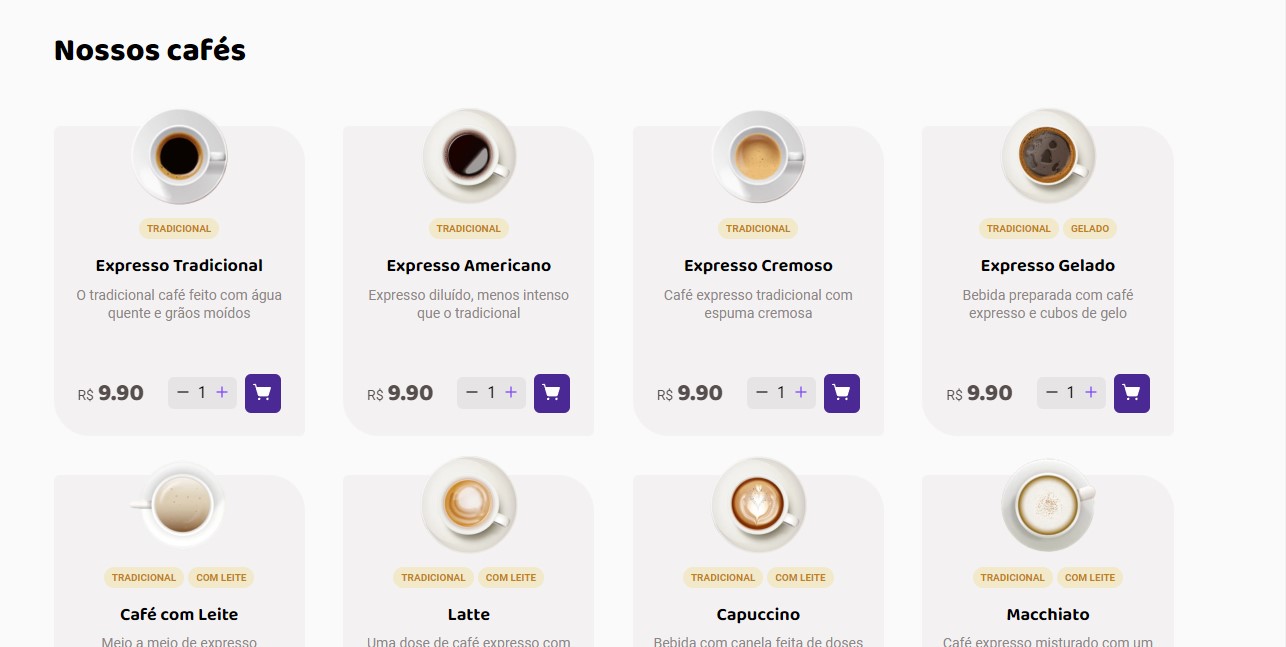 Nossos cafés
TRADICIONAL
TRADICIONAL
TRADICIONAL
TRADICIONAL GELADO
Expresso Tradicional
Expresso Americano
Expresso Cremoso
Expresso Gelado
O tradicional café feito com água
quente e grãos moídos
Expresso diluído, menos intenso
que o tradicional
Café expresso tradicional com
espuma cremosa
Bebida preparada com café
expresso e cubos de gelo
R$ 9.90 − 1 +
R$ 9.90 − 1 +
R$ 9.90 − 1 +
R$ 9.90 − 1 +
TRADICIONAL COM LEITE
TRADICIONAL COM LEITE
TRADICIONAL COM LEITE
TRADICIONAL COM LEITE
Café com Leite
Latte
Capuccino
Macchiato
Meio a meio de expresso
Uma dose de café expresso com
Bebida com canela feita de doses
Café expresso misturado com um